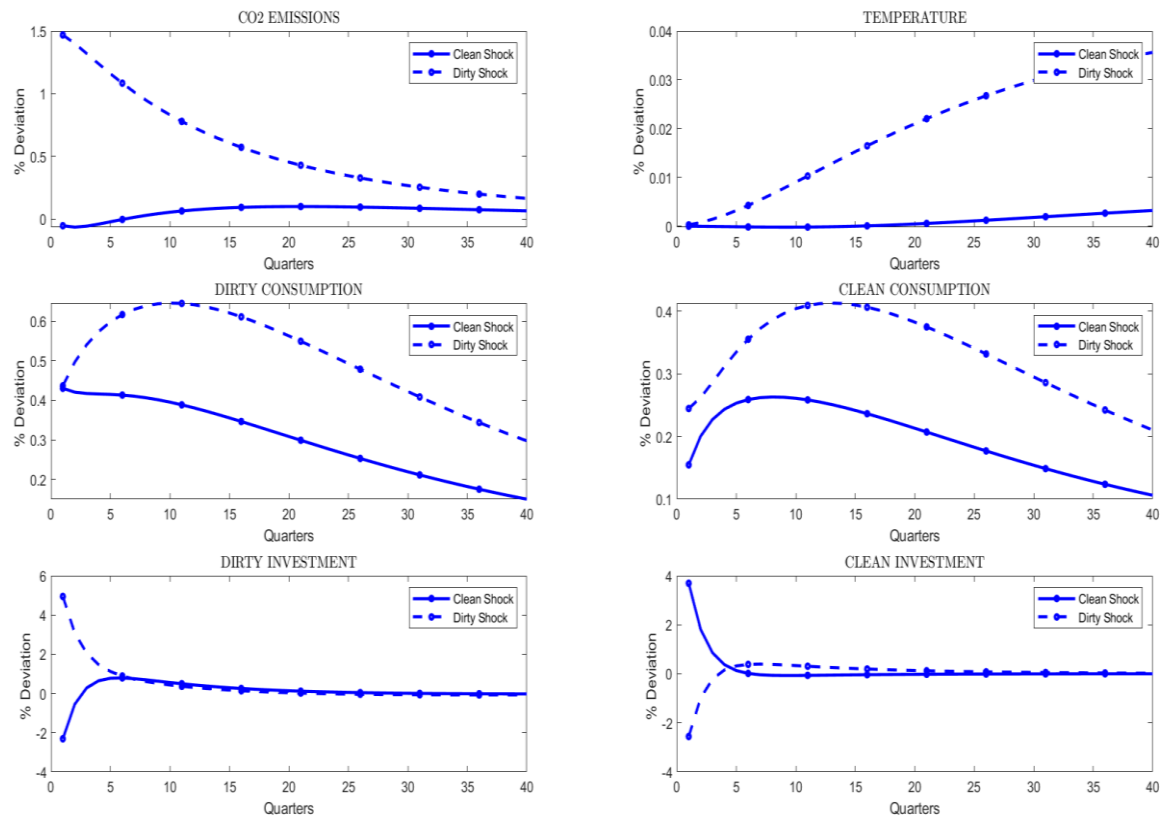 CO2 EMISSIONS
1.5
1
0.5
0
% Deviation
Clean Shock
Dirty Shock
0 5 10 15 20 25 30 35 40
Quarters
TEMPERATURE
0.04
0.03
0.02
0.01
0
% Deviation
Clean Shock
Dirty Shock
0 5 10 15 20 25 30 35 40
Quarters
DIRTY CONSUMPTION
0.6
0.5
0.4
0.3
0.2
% Deviation
Clean Shock
Dirty Shock
0 5 10 15 20 25 30 35 40
Quarters
CLEAN CONSUMPTION
0.4
0.3
0.2
0.1
% Deviation
Clean Shock
Dirty Shock
0 5 10 15 20 25 30 35 40
Quarters
DIRTY INVESTMENT
6
4
2
0
-2
-4
% Deviation
Clean Shock
Dirty Shock
0 5 10 15 20 25 30 35 40
Quarters
CLEAN INVESTMENT
4
2
0
-2
-4
% Deviation
Clean Shock
Dirty Shock
0 5 10 15 20 25 30 35 40
Quarters